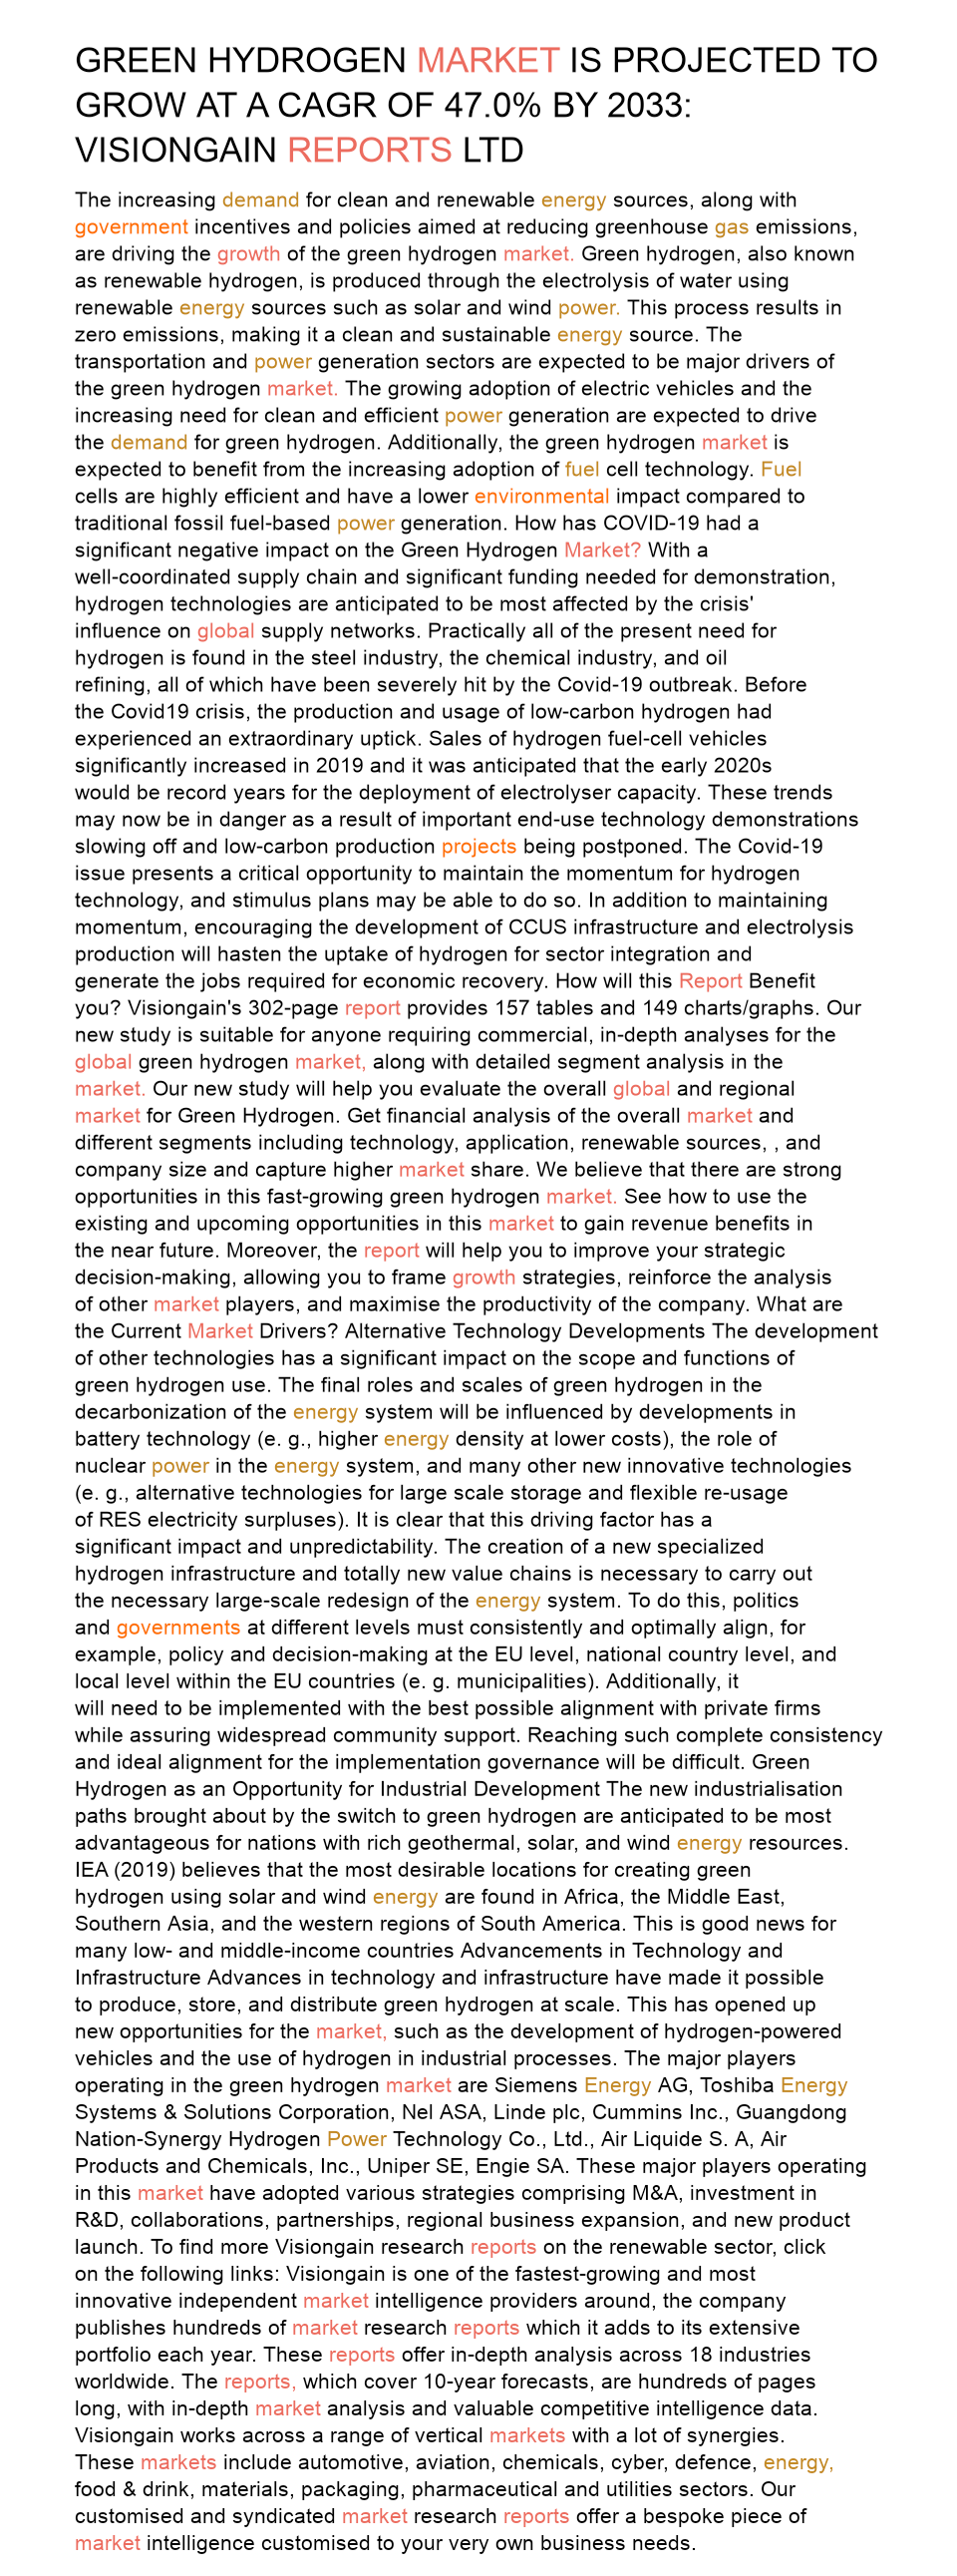 GREEN HYDROGEN MARKET IS PROJECTED TO
GROW AT A CAGR OF 47.0% BY 2033:
VISIONGAIN REPORTS LTD
The increasing demand for clean and renewable energy sources, along with
government incentives and policies aimed at reducing greenhouse gas emissions,
are driving the growth of the green hydrogen market. Green hydrogen, also known
as renewable hydrogen, is produced through the electrolysis of water using
renewable energy sources such as solar and wind power. This process results in
zero emissions, making it a clean and sustainable energy source. The
transportation and power generation sectors are expected to be major drivers of
the green hydrogen market. The growing adoption of electric vehicles and the
increasing need for clean and efficient power generation are expected to drive
the demand for green hydrogen. Additionally, the green hydrogen market is
expected to benefit from the increasing adoption of fuel cell technology. Fuel
cells are highly efficient and have a lower environmental impact compared to
traditional fossil fuel-based power generation. How has COVID-19 had a
significant negative impact on the Green Hydrogen Market? With a
well-coordinated supply chain and significant funding needed for demonstration,
hydrogen technologies are anticipated to be most affected by the crisis'
influence on global supply networks. Practically all of the present need for
hydrogen is found in the steel industry, the chemical industry, and oil
refining, all of which have been severely hit by the Covid-19 outbreak. Before
the Covid19 crisis, the production and usage of low-carbon hydrogen had
experienced an extraordinary uptick. Sales of hydrogen fuel-cell vehicles
significantly increased in 2019 and it was anticipated that the early 2020s
would be record years for the deployment of electrolyser capacity. These trends
may now be in danger as a result of important end-use technology demonstrations
slowing off and low-carbon production projects being postponed. The Covid-19
issue presents a critical opportunity to maintain the momentum for hydrogen
technology, and stimulus plans may be able to do so. In addition to maintaining
momentum, encouraging the development of CCUS infrastructure and electrolysis
production will hasten the uptake of hydrogen for sector integration and
generate the jobs required for economic recovery. How will this Report Benefit
you? Visiongain's 302-page report provides 157 tables and 149 charts/graphs. Our
new study is suitable for anyone requiring commercial, in-depth analyses for the
global green hydrogen market, along with detailed segment analysis in the
market. Our new study will help you evaluate the overall global and regional
market for Green Hydrogen. Get financial analysis of the overall market and
different segments including technology, application, renewable sources, , and
company size and capture higher market share. We believe that there are strong
opportunities in this fast-growing green hydrogen market. See how to use the
existing and upcoming opportunities in this market to gain revenue benefits in
the near future. Moreover, the report will help you to improve your strategic
decision-making, allowing you to frame growth strategies, reinforce the analysis
of other market players, and maximise the productivity of the company. What are
the Current Market Drivers? Alternative Technology Developments The development
of other technologies has a significant impact on the scope and functions of
green hydrogen use. The final roles and scales of green hydrogen in the
decarbonization of the energy system will be influenced by developments in
battery technology (e. g., higher energy density at lower costs), the role of
nuclear power in the energy system, and many other new innovative technologies
(e. g., alternative technologies for large scale storage and flexible re-usage
of RES electricity surpluses). It is clear that this driving factor has a
significant impact and unpredictability. The creation of a new specialized
hydrogen infrastructure and totally new value chains is necessary to carry out
the necessary large-scale redesign of the energy system. To do this, politics
and governments at different levels must consistently and optimally align, for
example, policy and decision-making at the EU level, national country level, and
local level within the EU countries (e. g. municipalities). Additionally, it
will need to be implemented with the best possible alignment with private firms
while assuring widespread community support. Reaching such complete consistency
and ideal alignment for the implementation governance will be difficult. Green
Hydrogen as an Opportunity for Industrial Development The new industrialisation
paths brought about by the switch to green hydrogen are anticipated to be most
advantageous for nations with rich geothermal, solar, and wind energy resources.
IEA (2019) believes that the most desirable locations for creating green
hydrogen using solar and wind energy are found in Africa, the Middle East,
Southern Asia, and the western regions of South America. This is good news for
many low- and middle-income countries Advancements in Technology and
Infrastructure Advances in technology and infrastructure have made it possible
to produce, store, and distribute green hydrogen at scale. This has opened up
new opportunities for the market, such as the development of hydrogen-powered
vehicles and the use of hydrogen in industrial processes. The major players
operating in the green hydrogen market are Siemens Energy AG, Toshiba Energy
Systems & Solutions Corporation, Nel ASA, Linde plc, Cummins Inc., Guangdong
Nation-Synergy Hydrogen Power Technology Co., Ltd., Air Liquide S. A, Air
Products and Chemicals, Inc., Uniper SE, Engie SA. These major players operating
in this market have adopted various strategies comprising M&A, investment in
R&D, collaborations, partnerships, regional business expansion, and new product
launch. To find more Visiongain research reports on the renewable sector, click
on the following links: Visiongain is one of the fastest-growing and most
innovative independent market intelligence providers around, the company
publishes hundreds of market research reports which it adds to its extensive
portfolio each year. These reports offer in-depth analysis across 18 industries
worldwide. The reports, which cover 10-year forecasts, are hundreds of pages
long, with in-depth market analysis and valuable competitive intelligence data.
Visiongain works across a range of vertical markets with a lot of synergies.
These markets include automotive, aviation, chemicals, cyber, defence, energy,
food & drink, materials, packaging, pharmaceutical and utilities sectors. Our
customised and syndicated market research reports offer a bespoke piece of
market intelligence customised to your very own business needs.